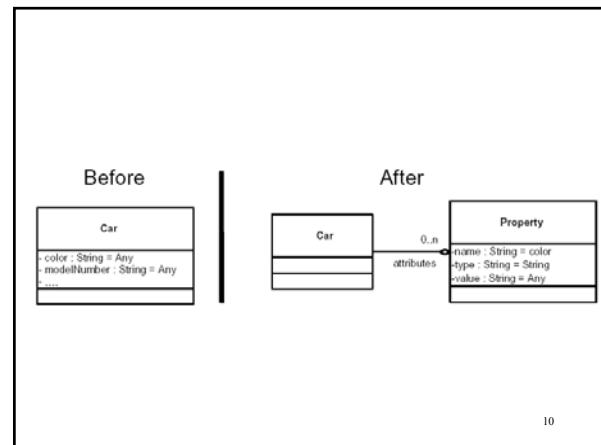 Before
After
Car
- color : String = Any
- modelNumber : String = Any
- ....
Car
0..n
attributes
Property
-name : String = color
-type : String = String
-value : String = Any
10